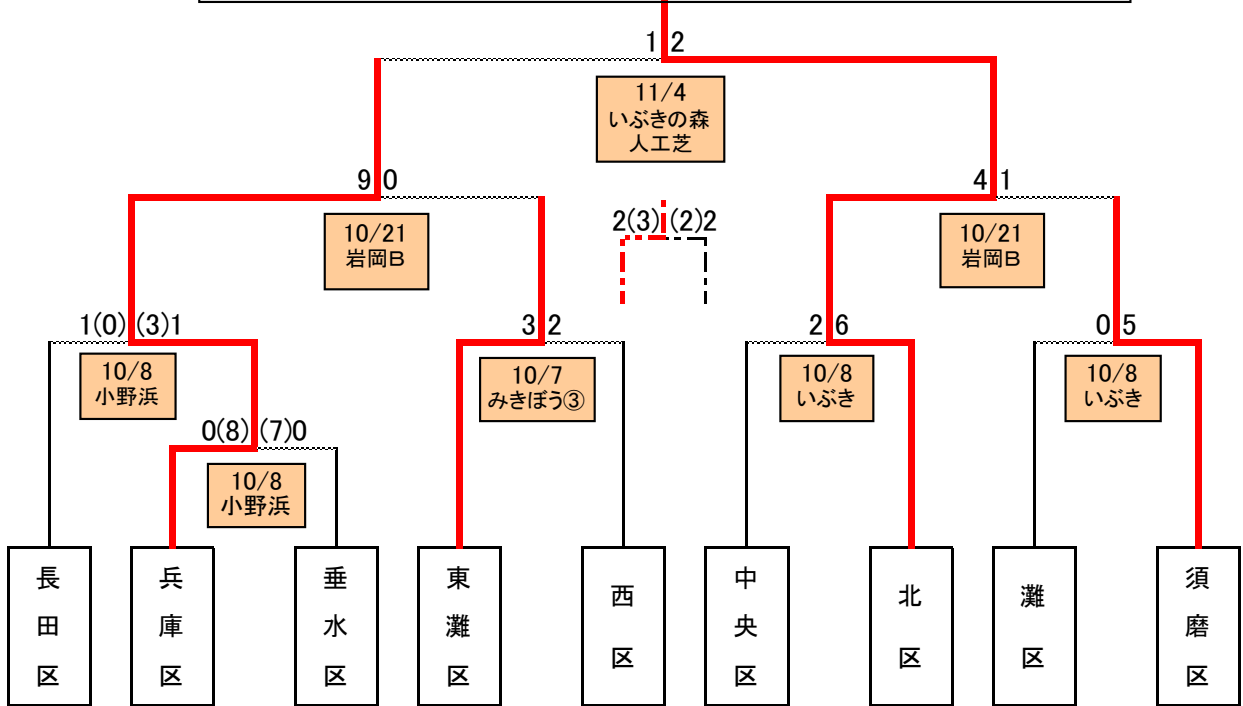 1 2
11/4
いぶきの森
人工芝
9 0
4 1
10/21
岩岡B
2(3) (2)2
10/21
岩岡B
1(0) (3)1
3 2
2 6
0 5
10/8
小野浜
10/7
みきぼう③
10/8
いぶき
10/8
いぶき
0(8) (7)0
10/8
小野浜
長田区
兵庫区
垂水区
東灘区
西区
中央区
北区
灘区
須磨区